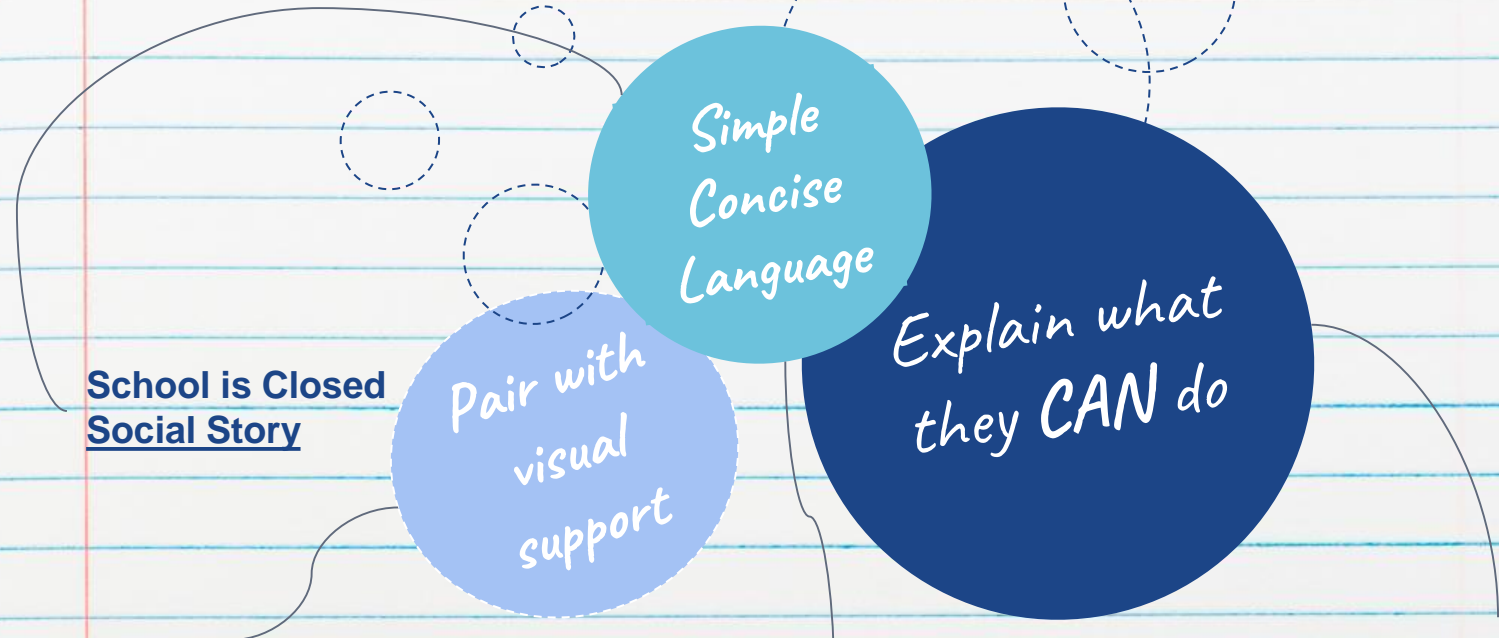 Simple
Concise
Language
Explain what
they CAN do
Pair with
visual
support
School is Closed
Social Story